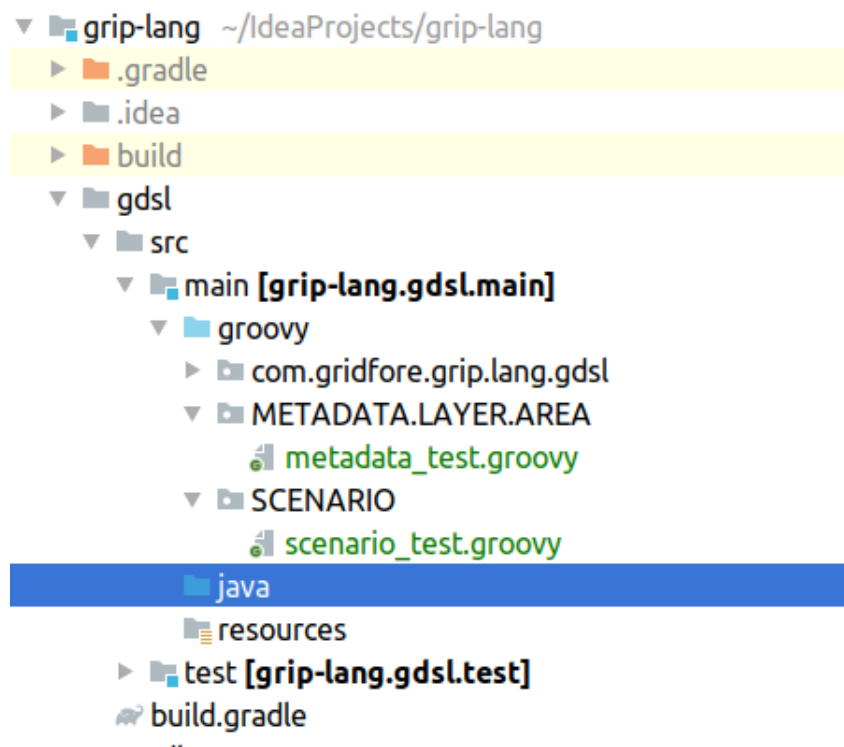 grip-lang ~/IdeaProjects/grip-lang
.gradle
.idea
build
gdsl
src
main [grip-lang.gdsl.main]
groovy
com.gridfore.grip.lang.gdsl
METADATA.LAYER.AREA
metadata_test.groovy
SCENARIO
scenario_test.groovy
java
resources
test [grip-lang.gdsl.test]
build.gradle